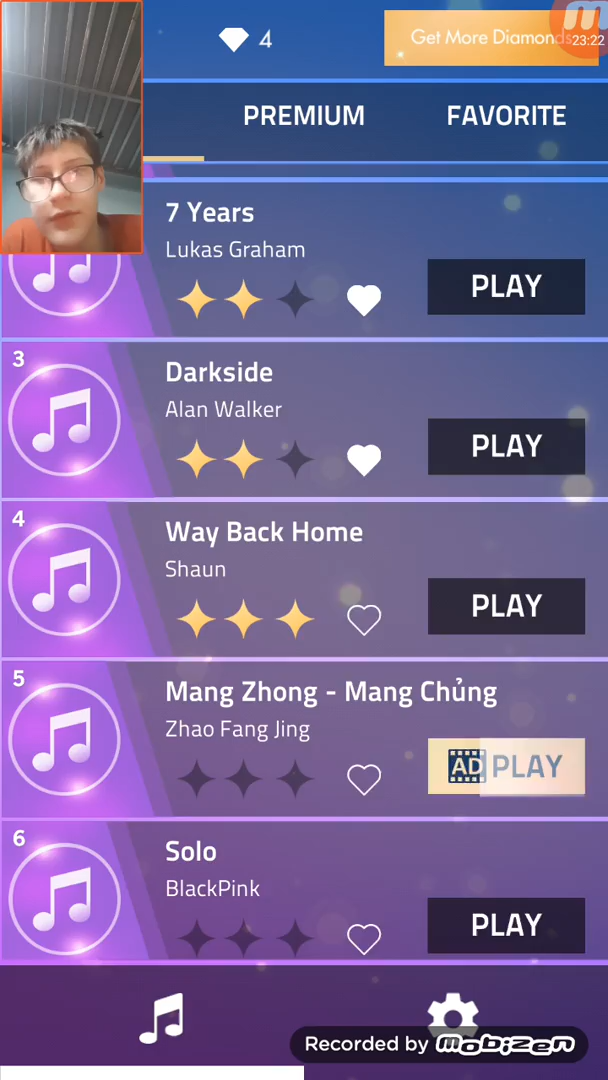 4
Get More Diamonds
23:22
PREMIUM
FAVORITE
7 Years
Lukas Graham
PLAY
3
Darkside
Alan Walker
PLAY
4
Way Back Home
Shaun
PLAY
5
Mang Zhong - Mang Chủng
Zhao Fang Jing
AD PLAY
6
Solo
BlackPink
PLAY
Recorded by mobizen